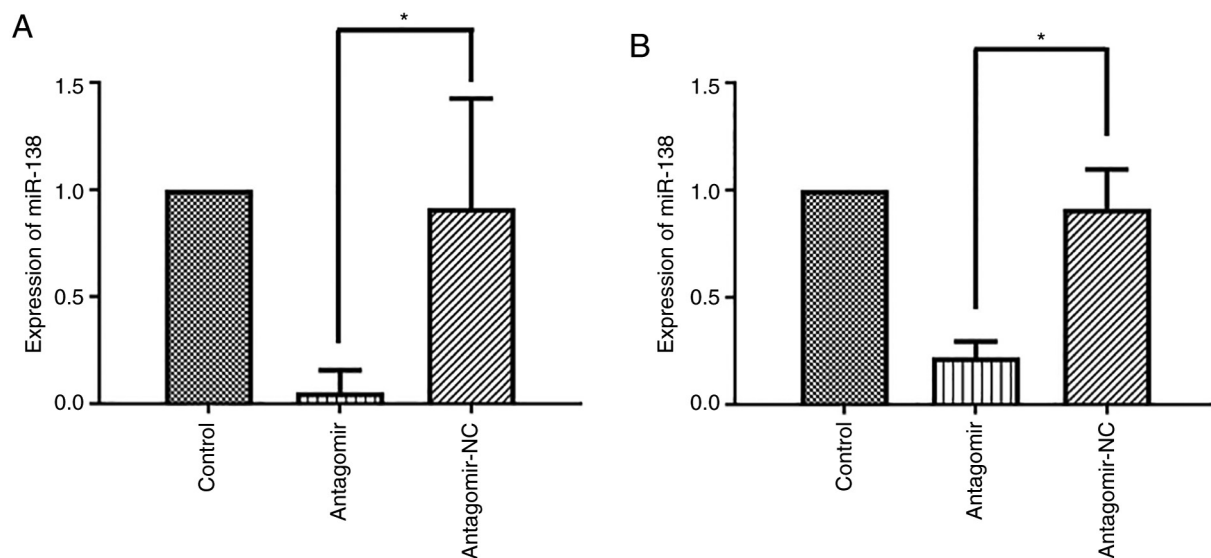 A
*
Expression of miR-138
1.5
1.0
0.5
0.0
Control
Antagomir
Antagomir-NC
B
*
Expression of miR-138
1.5
1.0
0.5
0.0
Control
Antagomir
Antagomir-NC